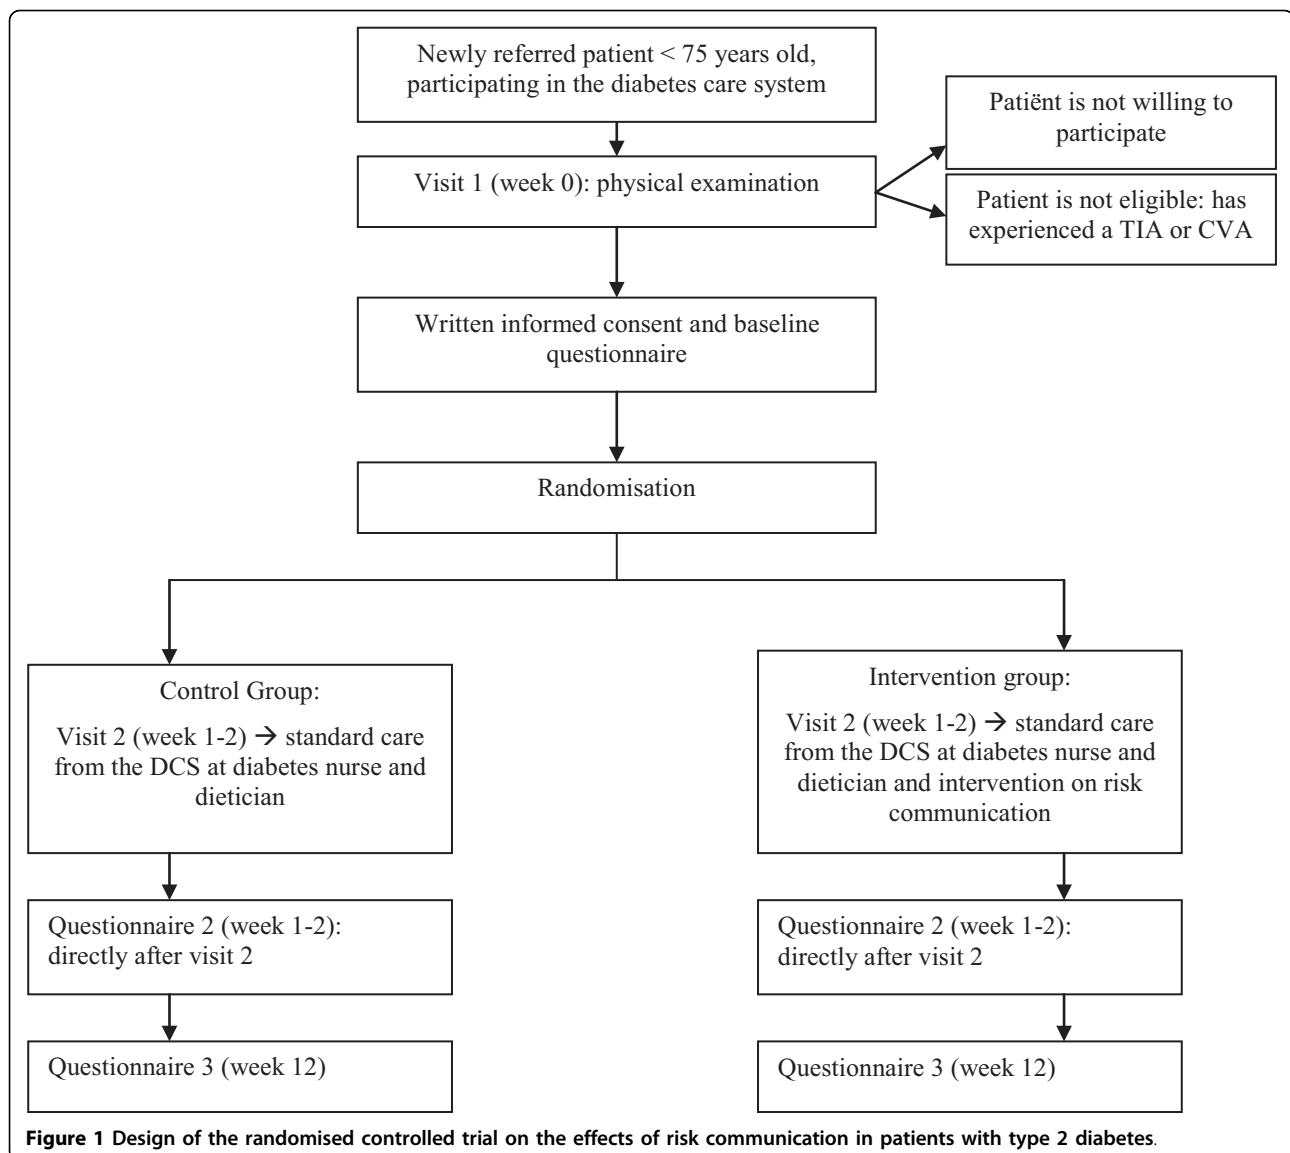 Newly referred patient < 75 years old,
participating in the diabetes care system
Patiënt is not willing to
participate
Visit 1 (week 0): physical examination
Patient is not eligible: has
experienced a TIA or CVA
Written informed consent and baseline
questionnaire
Randomisation
Control Group:
Visit 2 (week 1-2) → standard care
from the DCS at diabetes nurse and
dietician
Intervention group:
Visit 2 (week 1-2) → standard care
from the DCS at diabetes nurse and
dietician and intervention on risk
communication
Questionnaire 2 (week 1-2):
directly after visit 2
Questionnaire 2 (week 1-2):
directly after visit 2
Questionnaire 3 (week 12)
Questionnaire 3 (week 12)
Figure 1 Design of the randomised controlled trial on the effects of risk communication in patients with type 2 diabetes.